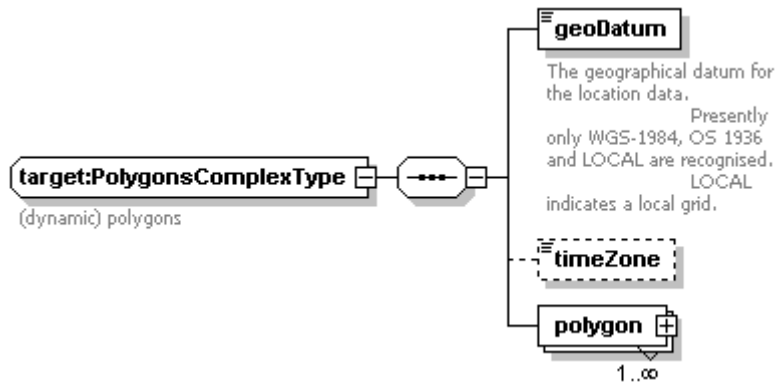 geoDatum
The geographical datum for
the location data.
Presently
only WGS-1984, OS 1936
and LOCAL are recognised.
LOCAL
indicates a local grid.
target:PolygonsComplexType
(dynamic) polygons
timeZone
polygon
1..∞